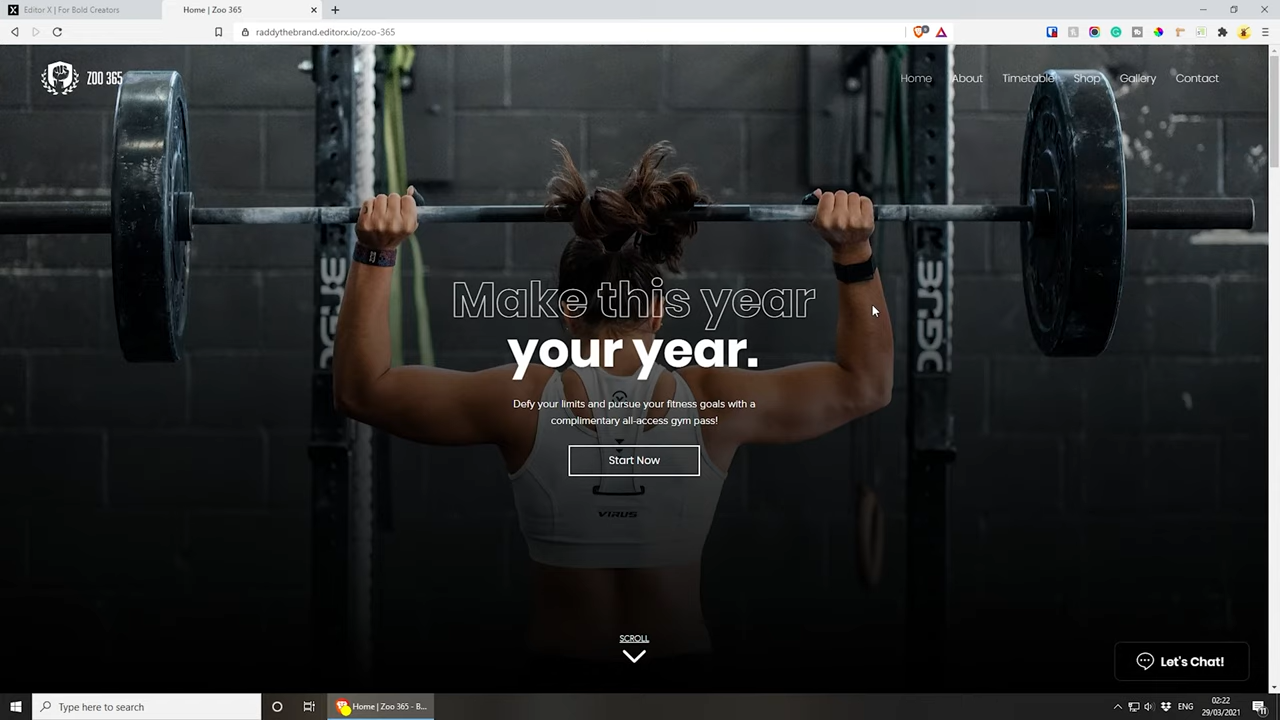 Editor X | For Bold Creators
Home | Zoo 365
raddythebrand.editorx.io/zoo-365
ZOO 365
Home
About
Timetable
Shop
Gallery
Contact
Make this year
your year.
Defy your limits and pursue your fitness goals with a
complimentary all-access gym pass!
Start Now
VIRUS
SCROLL
Let's Chat!
Type here to search
Home | Zoo 365 - B...
ENG
02:22
29/03/2021